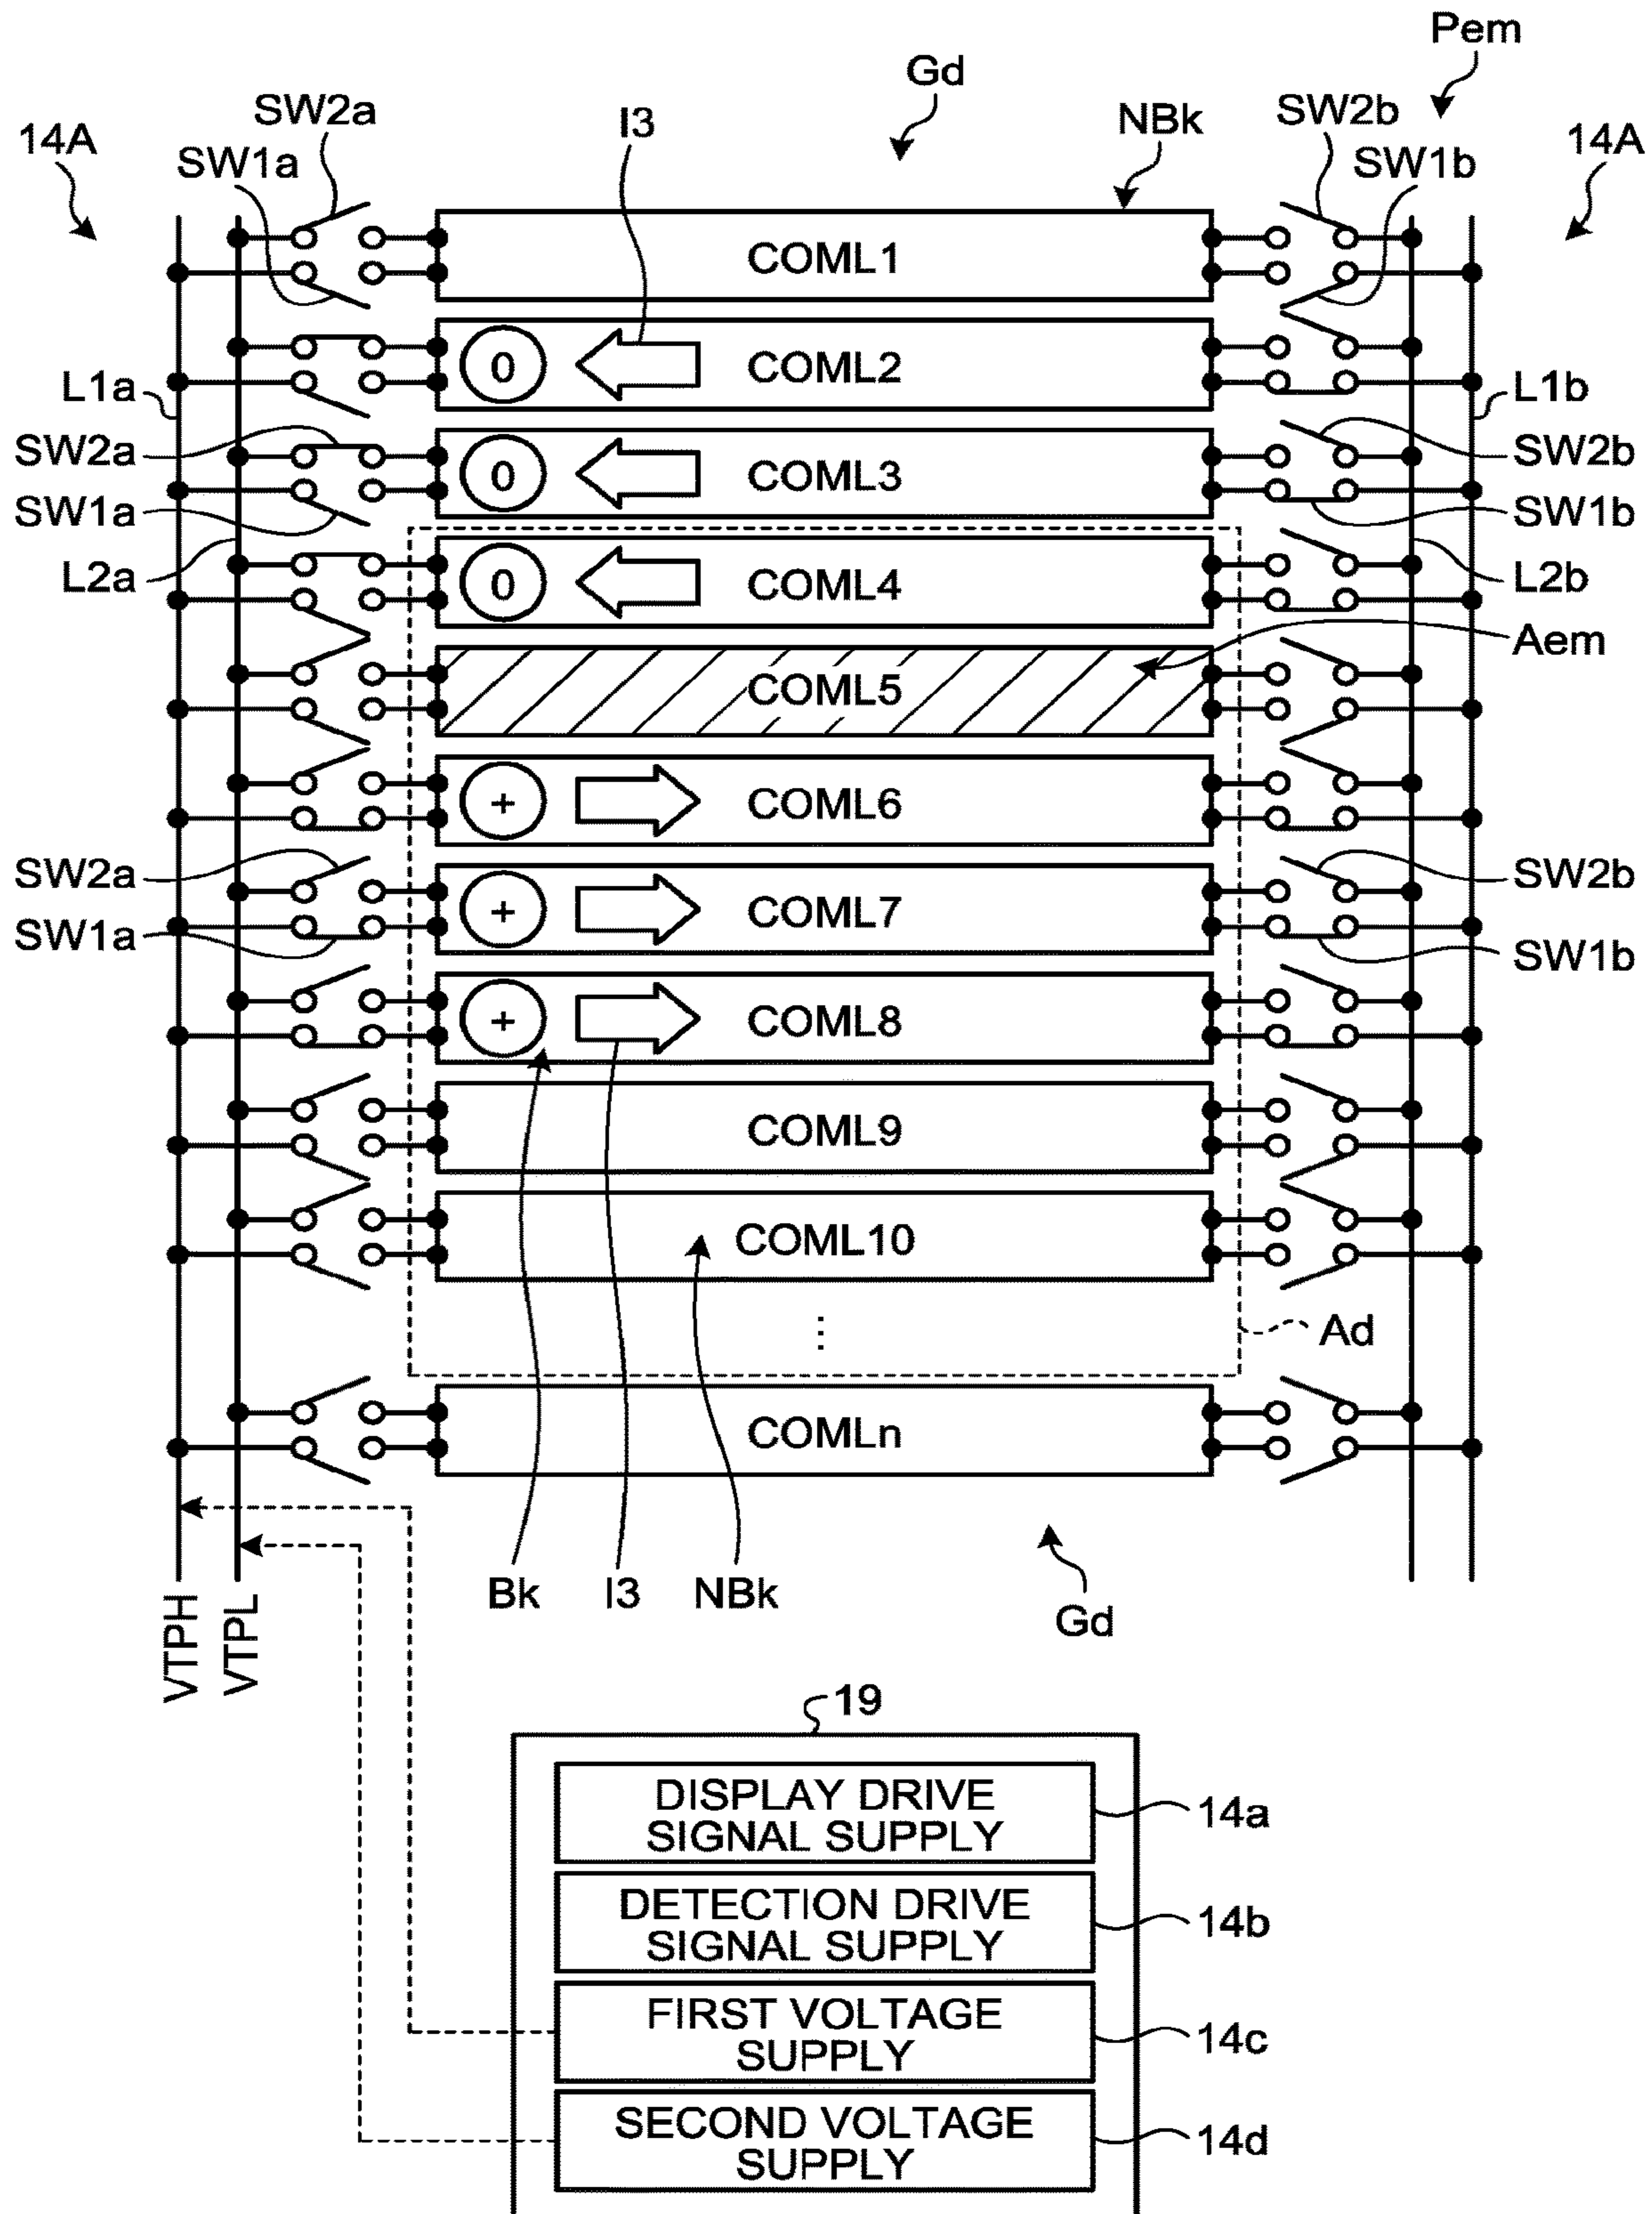 Pem
Gd
SW2a
I3
NBk
SW2b
14A
SW1a
SW1b
14A
COML1
COML2
0
L1a
L1b
SW2a
COML3
0
SW2b
SW1a
SW1b
L2a
COML4
0
L2b
Aem
COML5
+
COML6
SW2a
SW2b
+
COML7
SW1a
SW1b
+
COML8
COML9
COML10
⋮
Ad
COMLn
Bk
I3
NBk
Gd
VTPH
VTPL
19
DISPLAY DRIVE
SIGNAL SUPPLY
14a
DETECTION DRIVE
SIGNAL SUPPLY
14b
FIRST VOLTAGE
SUPPLY
14c
SECOND VOLTAGE
SUPPLY
14d